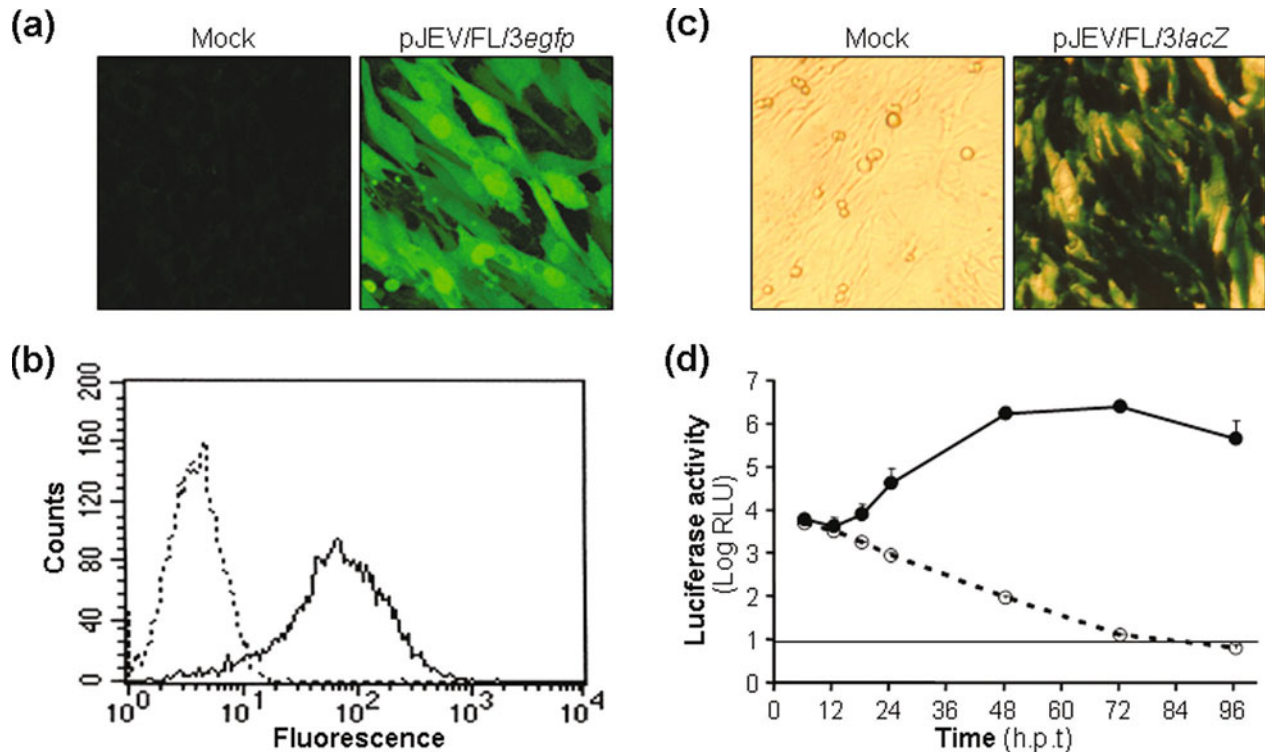 (a)
Mock
pJEV/FL/3egfp
(c)
Mock
pJEV/FL/3lacZ
(b)
200
160
120
80
40
0
Counts
10^0
10^1
10^2
10^3
10^4
Fluorescence
(d)
7
6
5
4
3
2
1
0
Luciferase activity
(Log RLU)
0 12 24 36 48 60 72 84 96
Time (h.p.t)